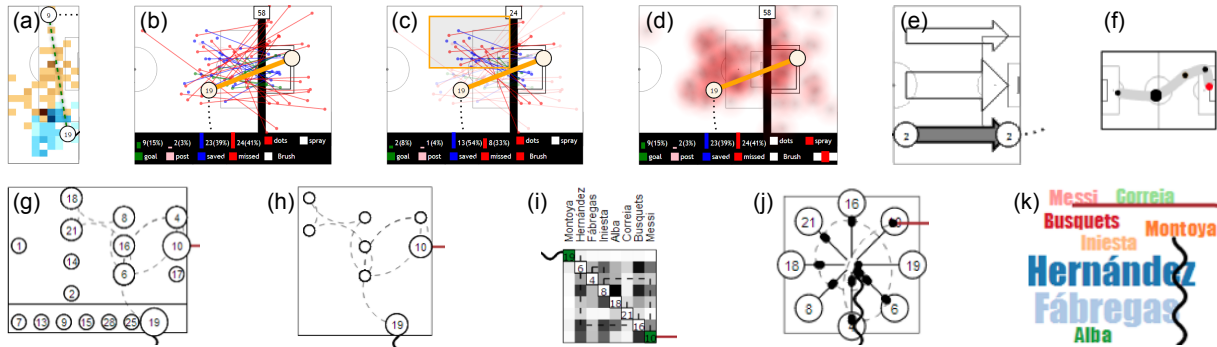 (a)
9
19
(b)
58
19
9(15%) 2(3%) 23(39%) 24(41%) dots spray
goal post saved missed Brush
(c)
24
19
2(8%) 1(4%) 13(54%) 8(33%) dots spray
goal post saved missed Brush
(d)
58
19
9(15%) 2(3%) 23(39%) 24(41%) dots spray
goal post saved missed Brush
(e)
2 2
(f)
(g)
18
8 4
21
1 16 10
14
6 17
2
7 13 9 15 28 25 19
(h)
10
19
(i)
Montoya
Hernández
Fábregas
Iniesta
Alba
Correia
Busquets
Messi
19
6
4
8
18
21
16
10
(j)
16
21
18 19
8 6
(k)
Messi Correia
Busquets
Montoya
Iniesta
Hernández
Fábregas
Alba